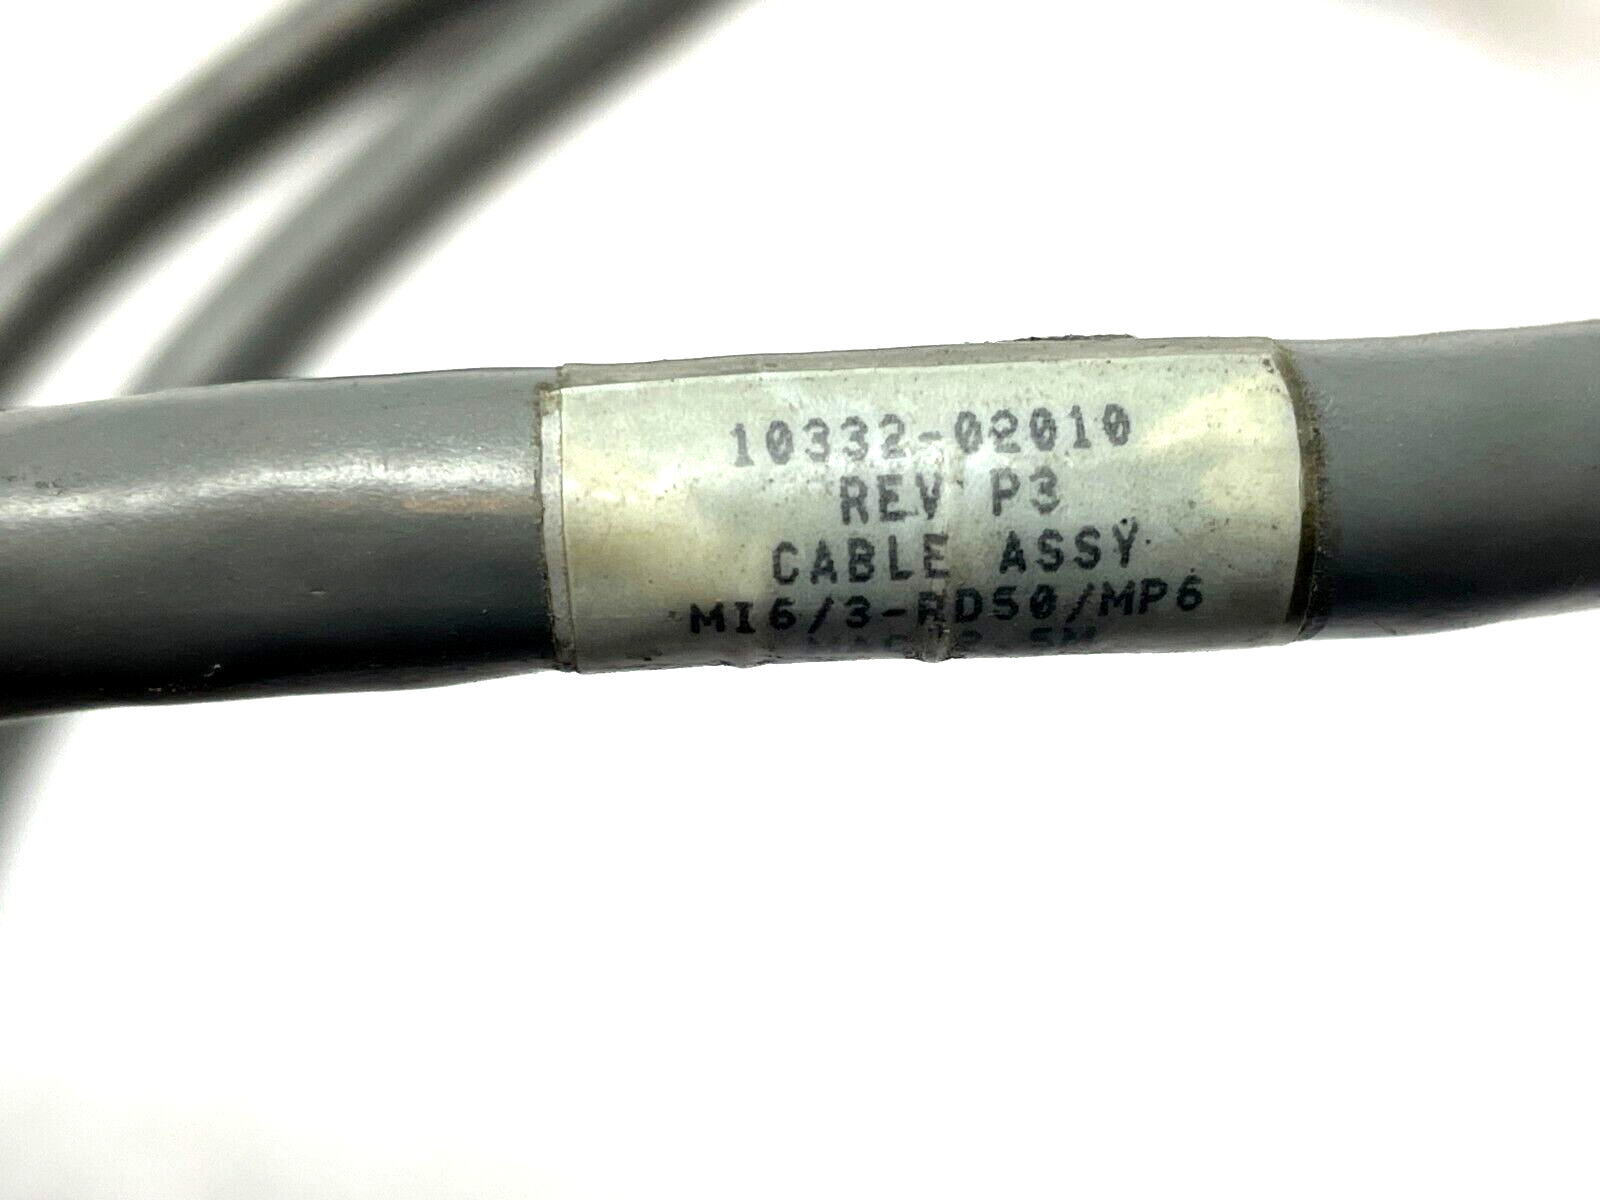 10332-02010
REV P3
CABLE ASSY
MI6/3-RD50/MP6